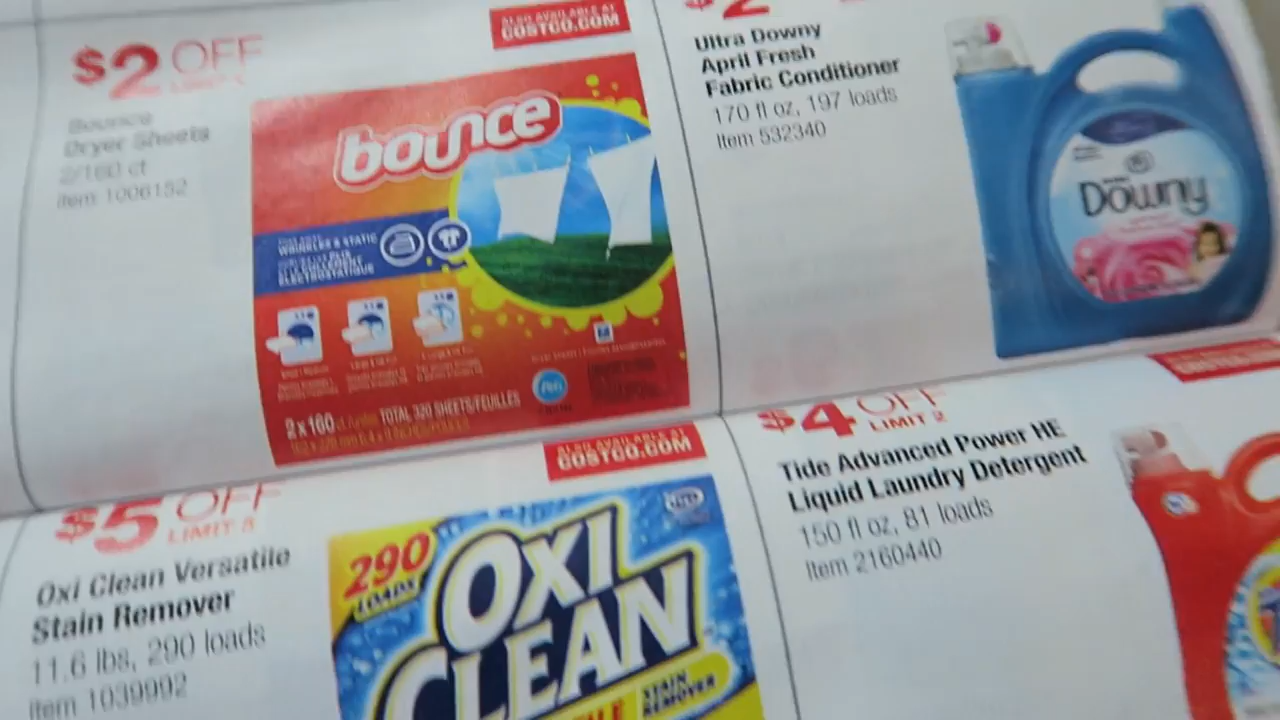 $2 OFF
Bounce
Dryer Sheets
2/160 ct
Item 1006152
ALSO AVAILABLE AT
COSTCO.COM
bounce
WRINKLES & STATIC
ÉLECTROSTATIQUE
2x160
TOTAL 320 SHEETS/FEUILLES
$2
Ultra Downy
April Fresh
Fabric Conditioner
170 fl oz, 197 loads
Item 532340
Downy
$5 OFF
LIMIT 5
Oxi Clean Versatile
Stain Remover
11.6 lbs, 290 loads
Item 1039992
ALSO AVAILABLE AT
COSTCO.COM
290
LOADS
OXI
CLEAN
STAIN
REMOVER
$4 OFF
LIMIT 2
Tide Advanced Power HE
Liquid Laundry Detergent
150 fl oz, 81 loads
Item 2160440